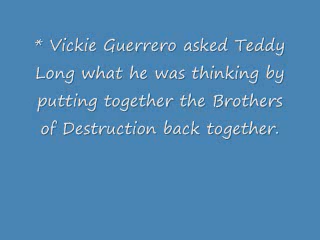 * Vickie Guerrero asked Teddy
Long what he was thinking by
putting together the Brothers
of Destruction back together.